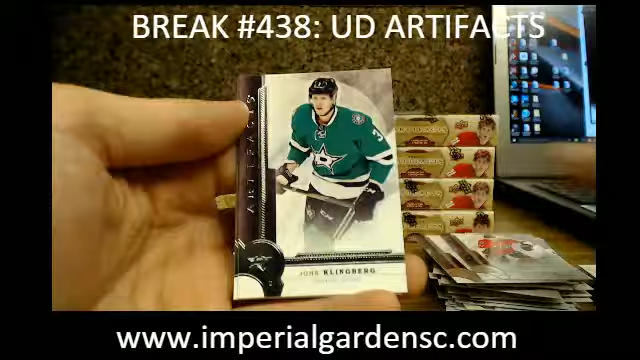 BREAK #438: UD ARTIFACTS
ARTIFACTS
JOHN KLINGBERG
www.imperialgardensc.com